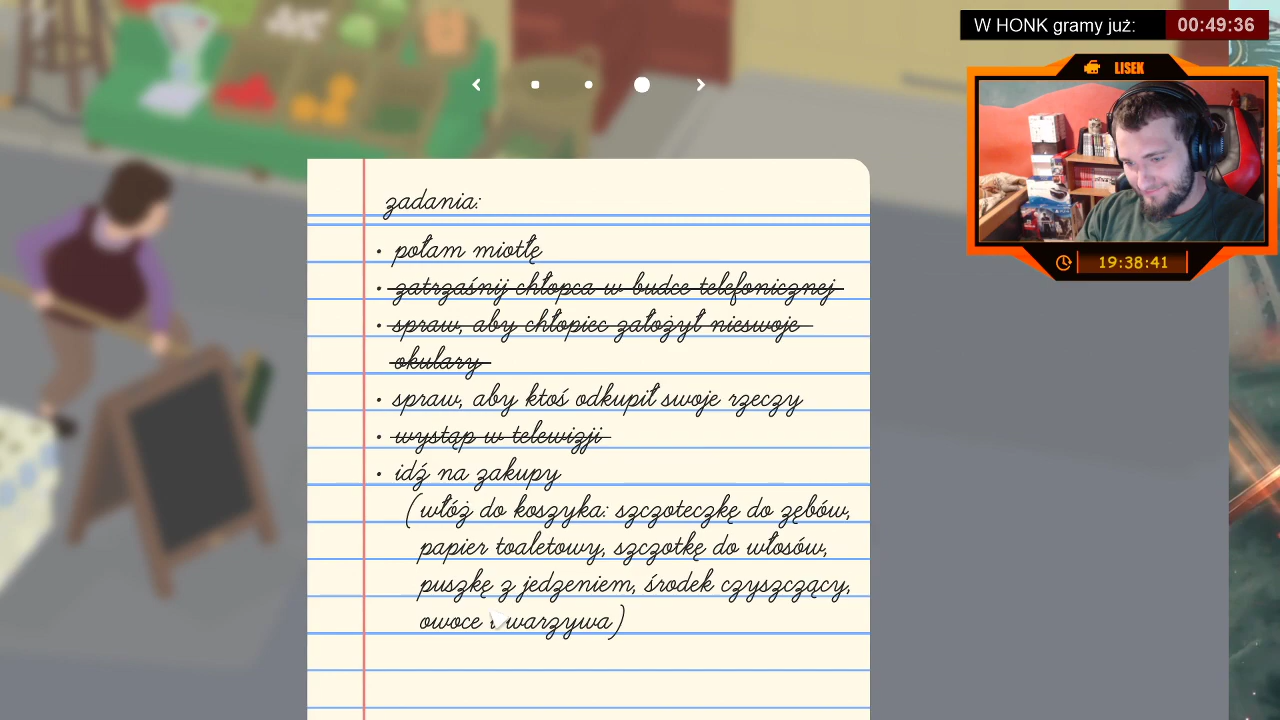 W HONK gramy już: 00:49:36
LISEK
19:38:41
zadania:
• połam miotłę
• zatrzaśnij chłopca w budce telefonicznej
• spraw, aby chłopiec założył nieswoje
okulary
• spraw, aby ktoś odkupił swoje rzeczy
• wystąp w telewizji
• idź na zakupy
(włóż do koszyka: szczoteczkę do zębów,
papier toaletowy, szczotkę do włosów,
puszkę z jedzeniem, środek czyszczący,
owoce i warzywa)